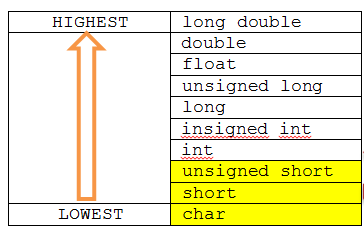 HIGHEST long double
double
float
unsigned long
long
insigned int
int
unsigned short
short
LOWEST char